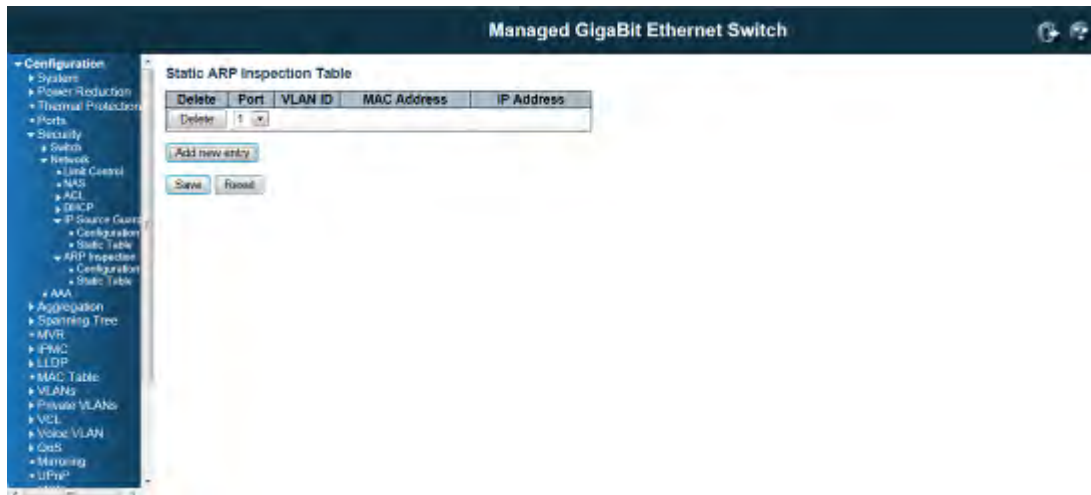 Managed GigaBit Ethernet Switch
Configuration
System
Power Reduction
Thermal Protection
Ports
Security
Switch
Network
Limit Control
NAS
ACL
DHCP
IP Source Guard
Configuration
Static Table
ARP Inspection
Configuration
Static Table
AAA
Aggregation
Spanning Tree
MVR
IPMC
LLDP
MAC Table
VLANs
Private VLANs
VCL
Voice VLAN
QoS
Mirroring
UPnP
Static ARP Inspection Table
Delete Port VLAN ID MAC Address IP Address
Delete 1
Add new entry
Save Reset